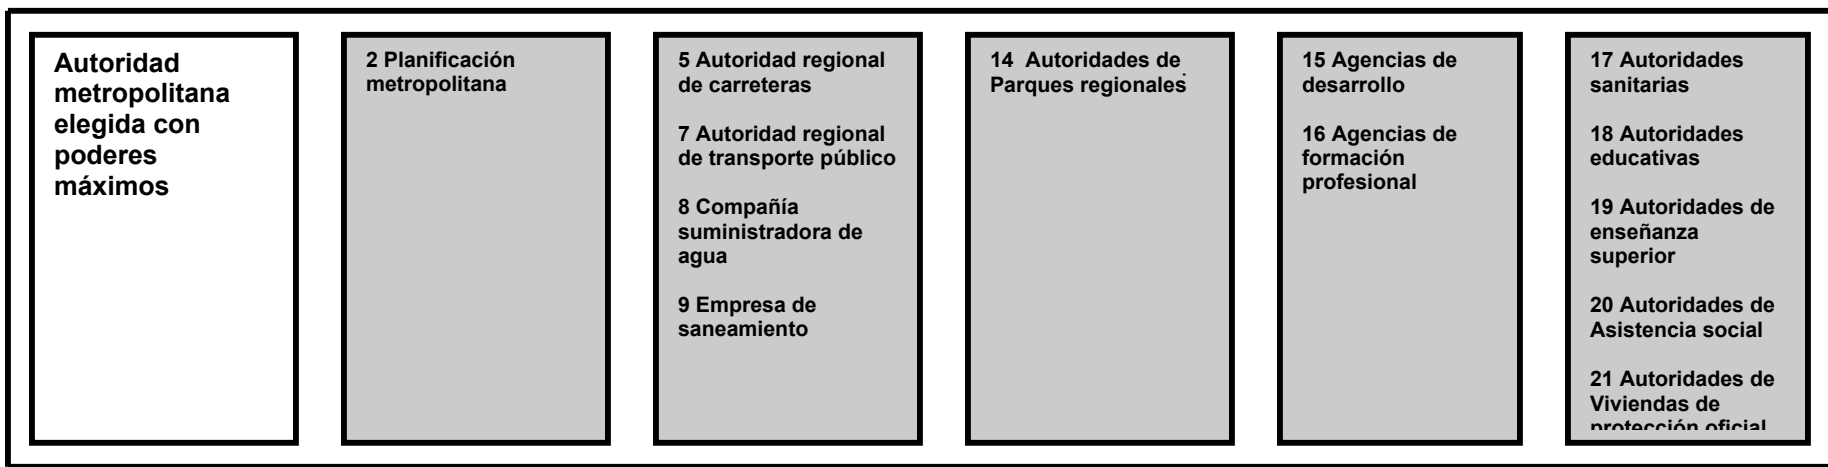 Autoridad
metropolitana
elegida con
poderes
máximos
2 Planificación
metropolitana
5 Autoridad regional
de carreteras
7 Autoridad regional
de transporte público
8 Compañía
suministradora de
agua
9 Empresa de
saneamiento
14 Autoridades de
Parques regionales
15 Agencias de
desarrollo
16 Agencias de
formación
profesional
17 Autoridades
sanitarias
18 Autoridades
educativas
19 Autoridades de
enseñanza
superior
20 Autoridades de
Asistencia social
21 Autoridades de
Viviendas de
protección oficial